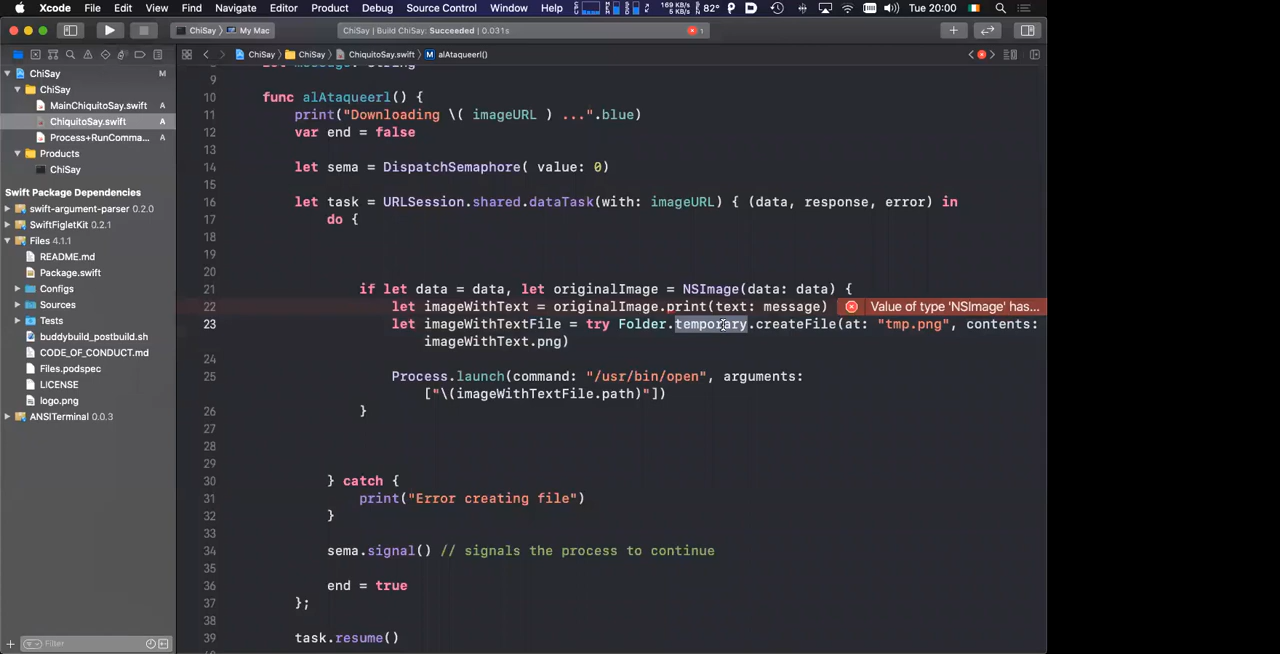 Xcode File Edit View Find Navigate Editor Product Debug Source Control Window Help 169 KB/s 5 KB/s 82° Tue 20:00
ChiSay My Mac ChiSay | Build ChiSay: Succeeded | 0.031s 1
ChiSay ChiSay ChiquitoSay.swift M alAtaqueerl()
ChiSay M
ChiSay
MainChiquitoSay.swift A
ChiquitoSay.swift A
Process+RunComma... A
Products
ChiSay
Swift Package Dependencies
swift-argument-parser 0.2.0
SwiftFigletKit 0.2.1
Files 4.1.1
README.md
Package.swift
Configs
Sources
Tests
buddybuild_postbuild.sh
CODE_OF_CONDUCT.md
Files.podspec
LICENSE
logo.png
ANSITerminal 0.0.3
Filter
9
10 func alAtaqueerl() {
11 print("Downloading \( imageURL ) ...".blue)
12 var end = false
13
14 let sema = DispatchSemaphore( value: 0)
15
16 let task = URLSession.shared.dataTask(with: imageURL) { (data, response, error) in
17 do {
18
19
20
21 if let data = data, let originalImage = NSImage(data: data) {
22 let imageWithText = originalImage.print(text: message) Value of type 'NSImage' has...
23 let imageWithTextFile = try Folder.temporary.createFile(at: "tmp.png", contents:
imageWithText.png)
24
25 Process.launch(command: "/usr/bin/open", arguments:
["\(imageWithTextFile.path)"])
26 }
27
28
29
30 } catch {
31 print("Error creating file")
32 }
33
34 sema.signal() // signals the process to continue
35
36 end = true
37 };
38
39 task.resume()